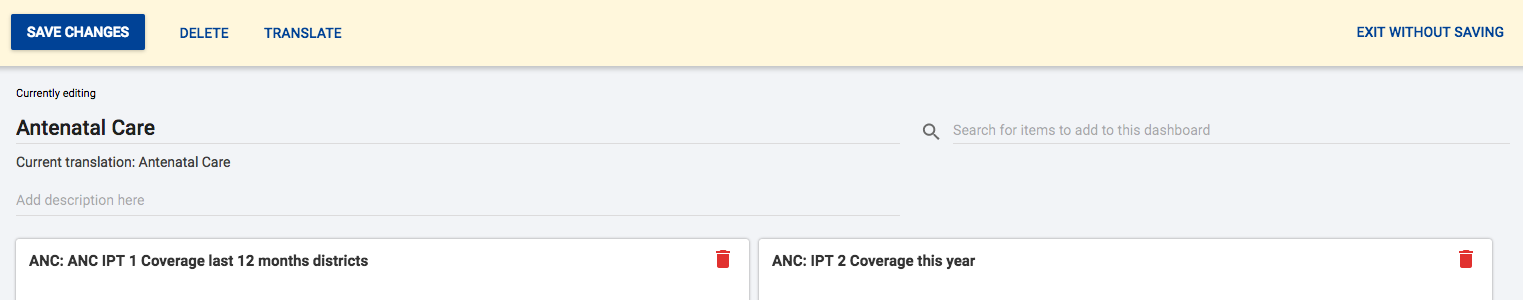 SAVE CHANGES DELETE TRANSLATE EXIT WITHOUT SAVING
Currently editing
Antenatal Care
Search for items to add to this dashboard
Current translation: Antenatal Care
Add description here
ANC: ANC IPT 1 Coverage last 12 months districts
ANC: IPT 2 Coverage this year